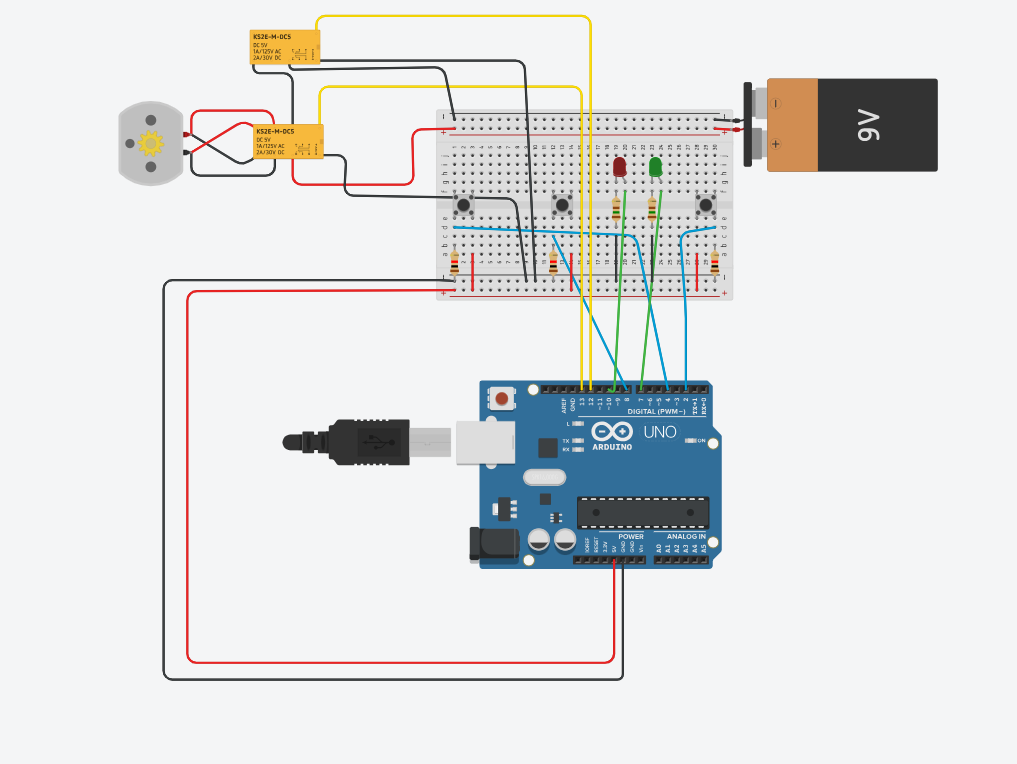 KS2E-M-DC5
DC 5V
1A/125V AC
2A/30V DC
KS2E-M-DC5
DC 5V
1A/125V AC
2A/30V DC
9V
AREF
GND
13
12
~11
~10
~9
8
7
~6
~5
4
~3
2
TX→1
RX←0
DIGITAL (PWM~)
L
TX
RX
UNO
ARDUINO
ON
POWER
ANALOG IN
IOREF
RESET
3.3V
5V
GND
GND
Vin
A0
A1
A2
A3
A4
A5